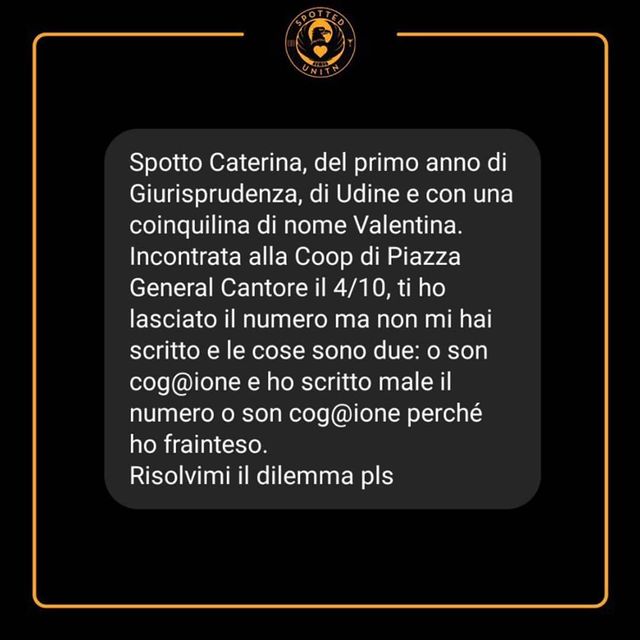 SPOTTED
UNITN
Spotto Caterina, del primo anno di
Giurisprudenza, di Udine e con una
coinquilina di nome Valentina.
Incontrata alla Coop di Piazza
General Cantore il 4/10, ti ho
lasciato il numero ma non mi hai
scritto e le cose sono due: o son
cog@ione e ho scritto male il
numero o son cog@ione perché
ho frainteso.
Risolvimi il dilemma pls